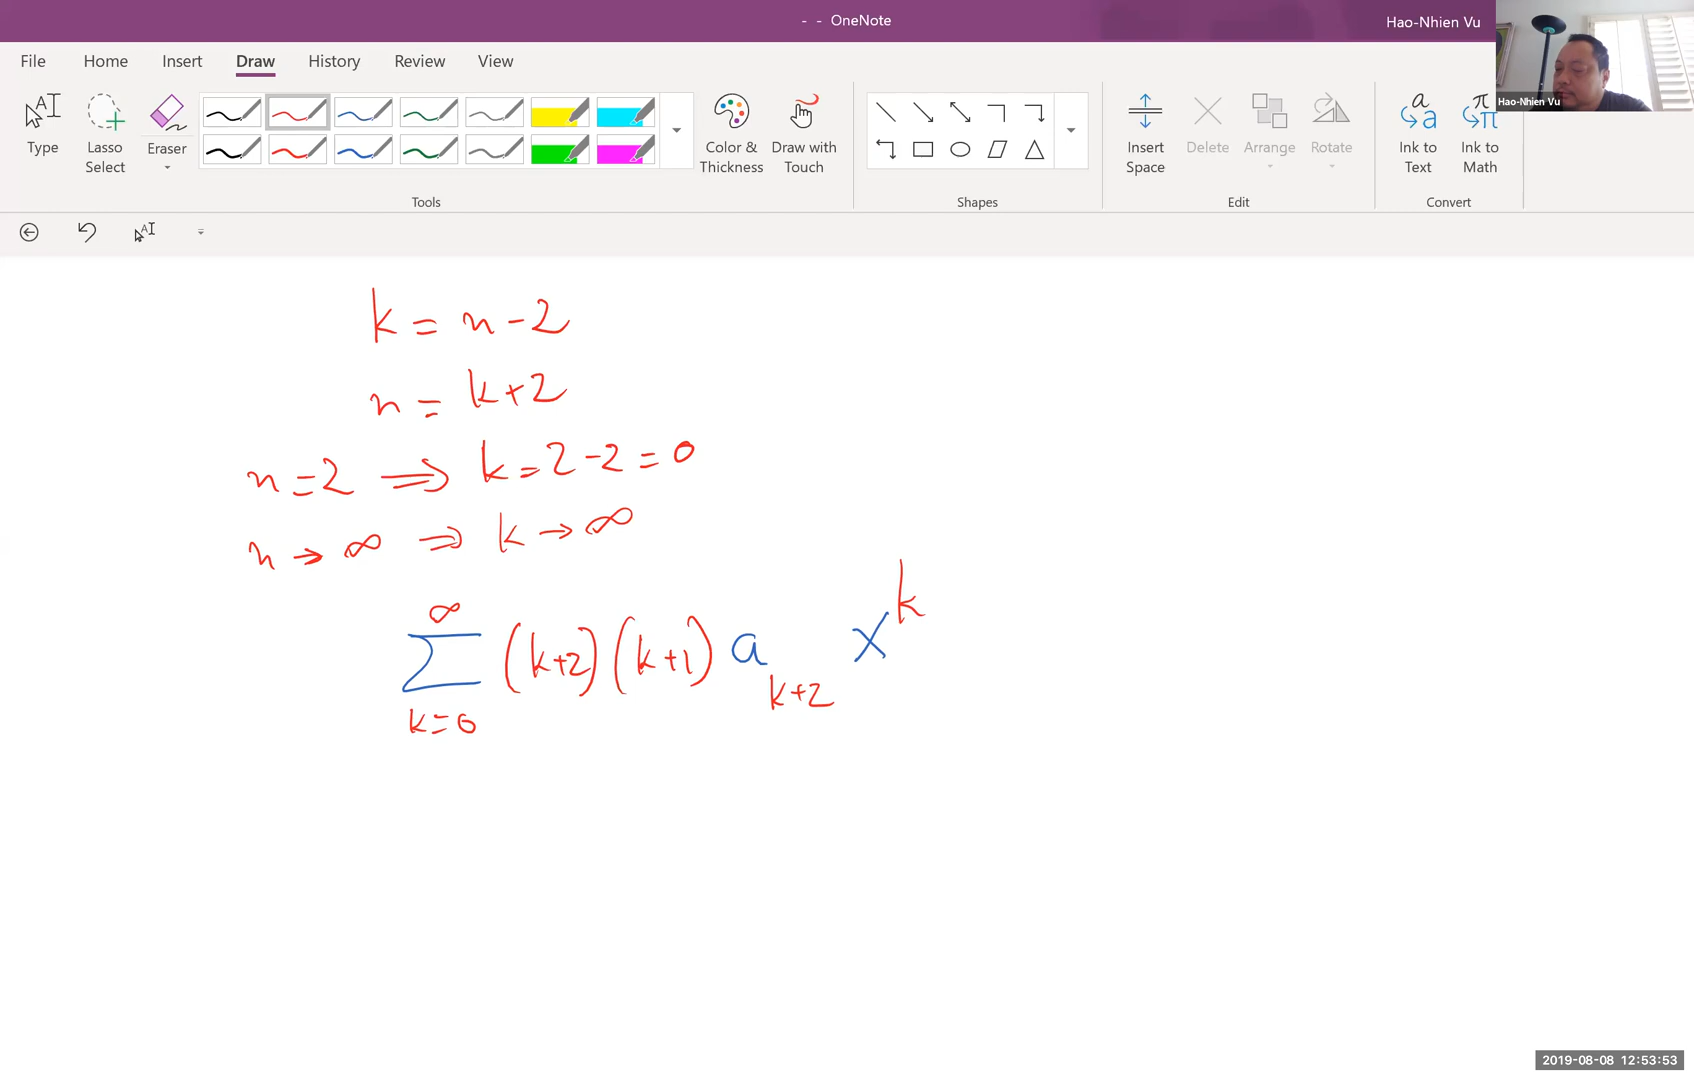 - - OneNote
Hao-Nhien Vu
File Home Insert Draw History Review View
Hao-Nhien Vu
Type
Lasso Select
Eraser
Color & Thickness
Draw with Touch
Insert Space
Delete
Arrange
Rotate
Ink to Text
Ink to Math
Tools
Shapes
Edit
Convert
k = n - 2
n = k + 2
n = 2 ⟹ k = 2 - 2 = 0
n → ∞ ⟹ k → ∞
∑_{k=0}^{∞} (k+2)(k+1) a_{k+2} x^k
2019-08-08 12:53:53